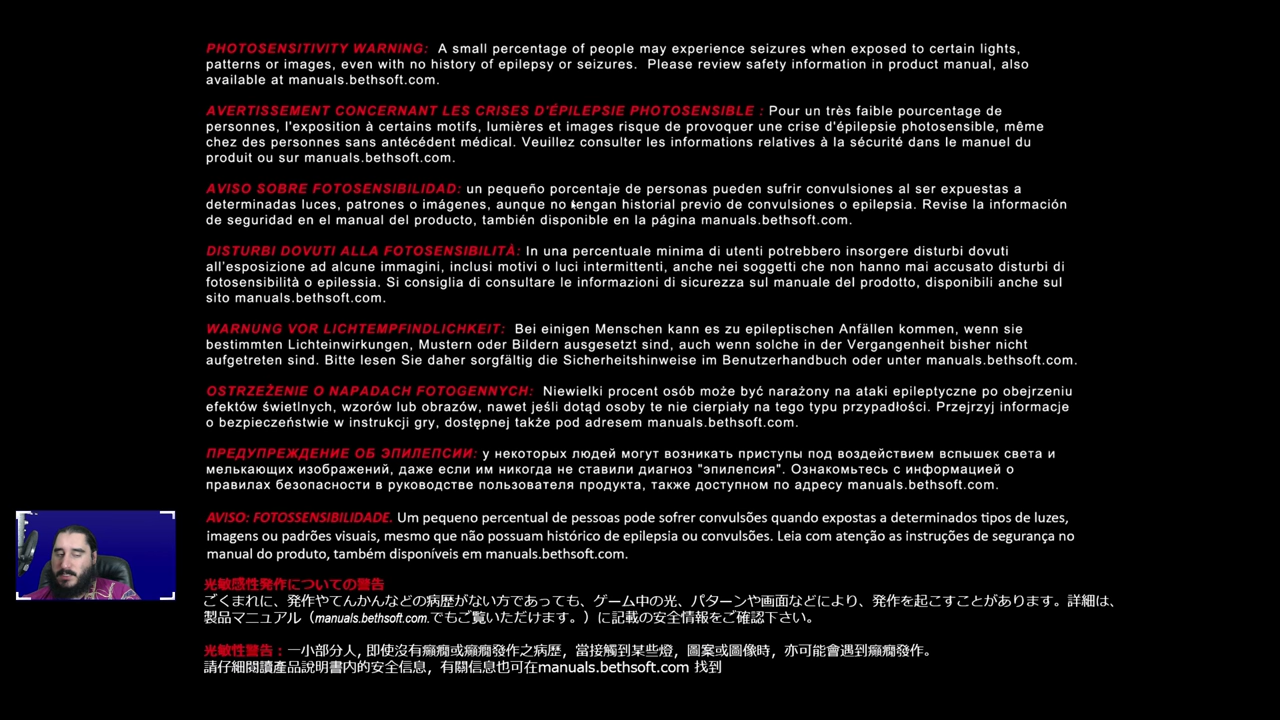 PHOTOSENSITIVITY WARNING: A small percentage of people may experience seizures when exposed to certain lights,
patterns or images, even with no history of epilepsy or seizures. Please review safety information in product manual, also
available at manuals.bethsoft.com.
AVERTISSEMENT CONCERNANT LES CRISES D'ÉPILEPSIE PHOTOSENSIBLE : Pour un très faible pourcentage de
personnes, l'exposition à certains motifs, lumières et images risque de provoquer une crise d'épilepsie photosensible, même
chez des personnes sans antécédent médical. Veuillez consulter les informations relatives à la sécurité dans le manuel du
produit ou sur manuals.bethsoft.com.
AVISO SOBRE FOTOSENSIBILIDAD: un pequeño porcentaje de personas pueden sufrir convulsiones al ser expuestas a
determinadas luces, patrones o imágenes, aunque no tengan historial previo de convulsiones o epilepsia. Revise la información
de seguridad en el manual del producto, también disponible en la página manuals.bethsoft.com.
DISTURBI DOVUTI ALLA FOTOSENSIBILITÀ: In una percentuale minima di utenti potrebbero insorgere disturbi dovuti
all'esposizione ad alcune immagini, inclusi motivi o luci intermittenti, anche nei soggetti che non hanno mai accusato disturbi di
fotosensibilità o epilessia. Si consiglia di consultare le informazioni di sicurezza sul manuale del prodotto, disponibili anche sul
sito manuals.bethsoft.com.
WARNUNG VOR LICHTEMPFINDLICHKEIT: Bei einigen Menschen kann es zu epileptischen Anfällen kommen, wenn sie
bestimmten Lichteinwirkungen, Mustern oder Bildern ausgesetzt sind, auch wenn solche in der Vergangenheit bisher nicht
aufgetreten sind. Bitte lesen Sie daher sorgfältig die Sicherheitshinweise im Benutzerhandbuch oder unter manuals.bethsoft.com.
OSTRZEŻENIE O NAPADACH FOTOGENNYCH: Niewielki procent osób może być narażony na ataki epileptyczne po obejrzeniu
efektów świetlnych, wzorów lub obrazów, nawet jeśli dotąd osoby te nie cierpiały na tego typu przypadłości. Przejrzyj informacje
o bezpieczeństwie w instrukcji gry, dostępnej także pod adresem manuals.bethsoft.com.
ПРЕДУПРЕЖДЕНИЕ ОБ ЭПИЛЕПСИИ: у некоторых людей могут возникать приступы под воздействием вспышек света и
мелькающих изображений, даже если им никогда не ставили диагноз "эпилепсия". Ознакомьтесь с информацией о
правилах безопасности в руководстве пользователя продукта, также доступном по адресу manuals.bethsoft.com.
AVISO: FOTOSSENSIBILIDADE. Um pequeno percentual de pessoas pode sofrer convulsões quando expostas a determinados tipos de luzes,
imagens ou padrões visuais, mesmo que não possuam histórico de epilepsia ou convulsões. Leia com atenção as instruções de segurança no
manual do produto, também disponíveis em manuals.bethsoft.com.
光敏感性発作についての警告
ごくまれに、発作やてんかんなどの病歴がない方であっても、ゲーム中の光、パターンや画面などにより、発作を起こすことがあります。詳細は、
製品マニュアル（manuals.bethsoft.com.でもご覧いただけます。）に記載の安全情報をご確認下さい。
光敏性警告：一小部分人, 即使沒有癲癇或癲癇發作之病歷，當接觸到某些燈，圖案或圖像時，亦可能會遇到癲癇發作。
請仔細閱讀產品說明書内的安全信息，有關信息也可在manuals.bethsoft.com 找到